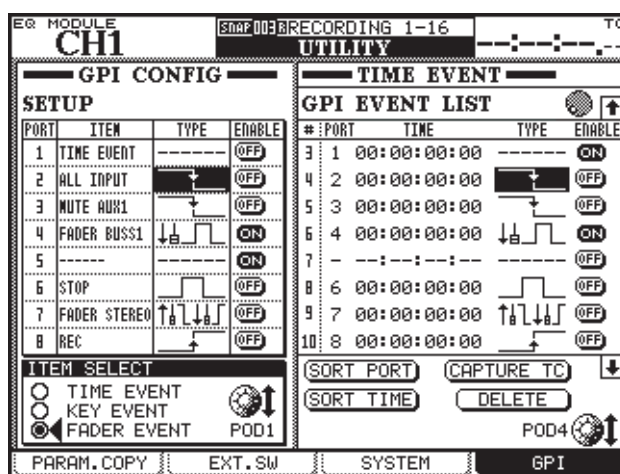 EQ MODULE
CH1
SNAP 003 R RECORDING 1-16
UTILITY
TC
--:--:--.--
GPI CONFIG
SETUP
PORT ITEM TYPE ENABLE
1 TIME EVENT ------ OFF
2 ALL INPUT OFF
3 MUTE AUX1 OFF
4 FADER BUSS1 ON
5 ------ ------ ON
6 STOP OFF
7 FADER STEREO OFF
8 REC OFF
ITEM SELECT
TIME EVENT
KEY EVENT
FADER EVENT
POD1
TIME EVENT
GPI EVENT LIST
# PORT TIME TYPE ENABLE
3 1 00:00:00:00 ------ ON
4 2 00:00:00:00 OFF
5 3 00:00:00:00 OFF
6 4 00:00:00:00 ON
7 - --:--:--:-- ------ OFF
8 6 00:00:00:00 OFF
9 7 00:00:00:00 OFF
10 8 00:00:00:00 OFF
SORT PORT CAPTURE TC
SORT TIME DELETE
POD4
PARAM.COPY EXT.SW SYSTEM GPI